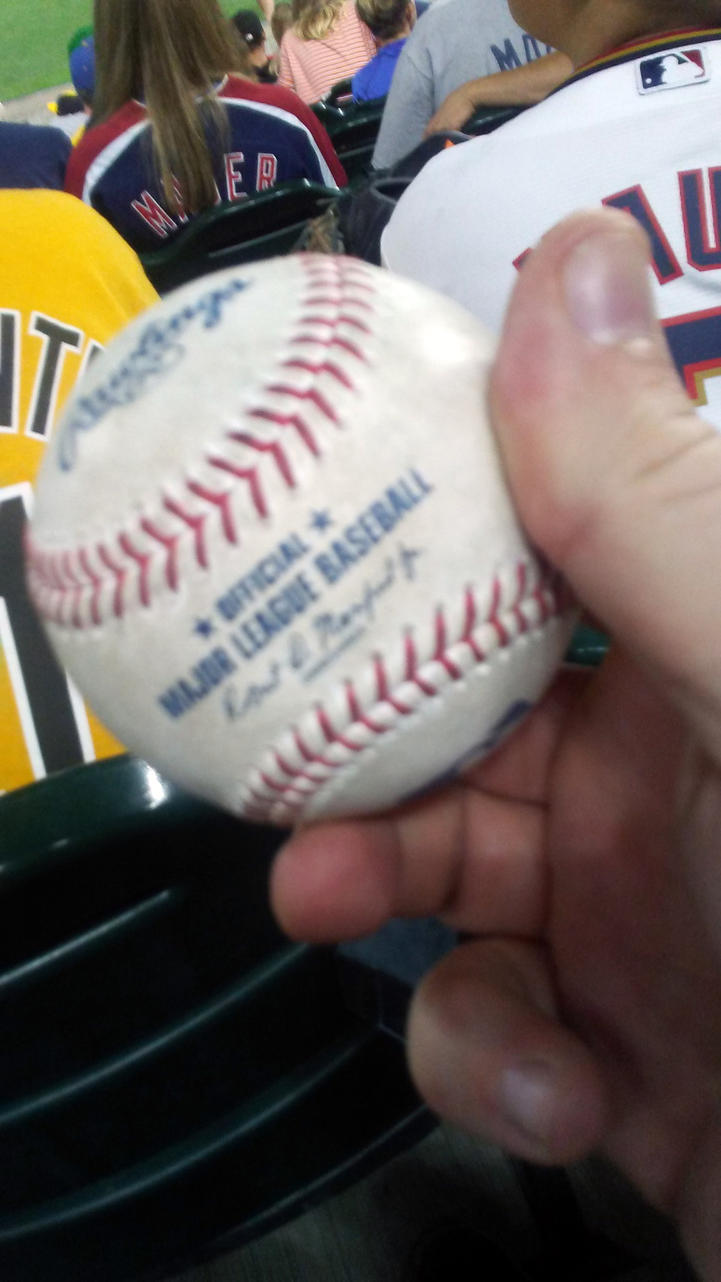 MAUER
Rawlings
★ OFFICIAL ★
MAJOR LEAGUE BASEBALL
Robert D. Manfred Jr.